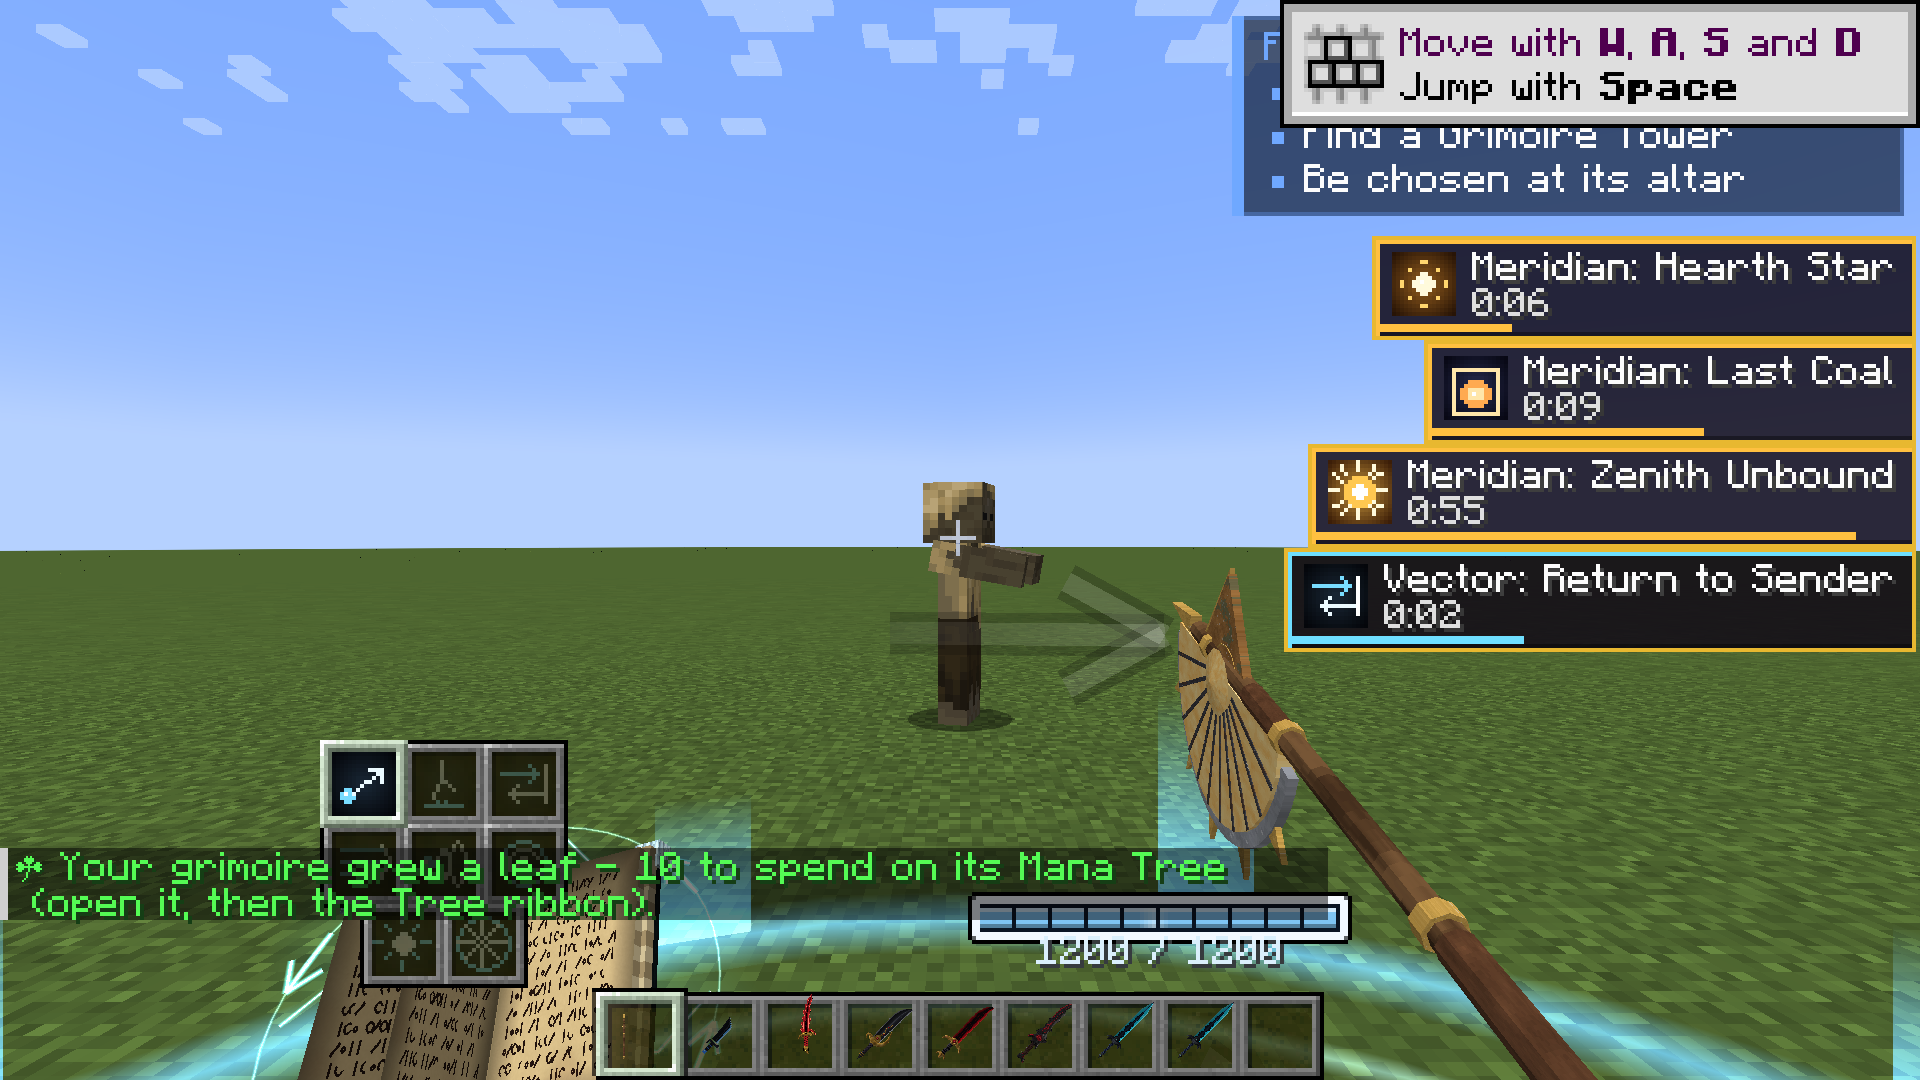 Move with W, A, S and D
Jump with Space
Find a Grimoire Tower
Be chosen at its altar
Meridian: Hearth Star
0:06
Meridian: Last Coal
0:09
Meridian: Zenith Unbound
0:55
Vector: Return to Sender
0:02
Your grimoire grew a leaf — 10 to spend on its Mana Tree
(open it, then the Tree ribbon).
1200 / 1200